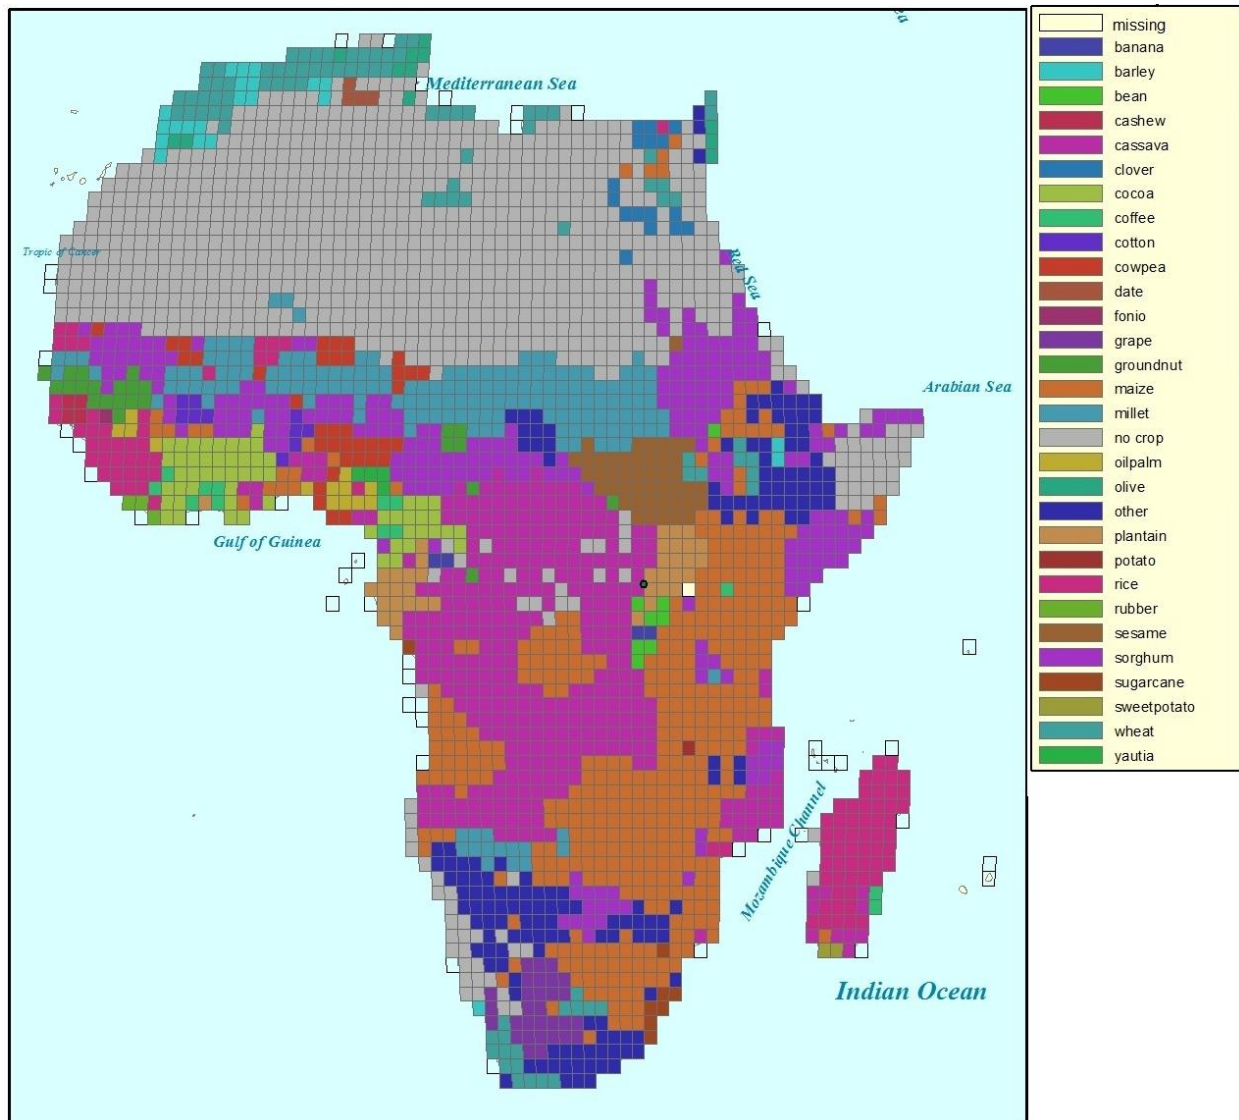 ea
Mediterranean Sea
Tropic of Cancer
Red Sea
Arabian Sea
Gulf of Guinea
Mozambique Channel
Indian Ocean
missing
banana
barley
bean
cashew
cassava
clover
cocoa
coffee
cotton
cowpea
date
fonio
grape
groundnut
maize
millet
no crop
oilpalm
olive
other
plantain
potato
rice
rubber
sesame
sorghum
sugarcane
sweetpotato
wheat
yautia